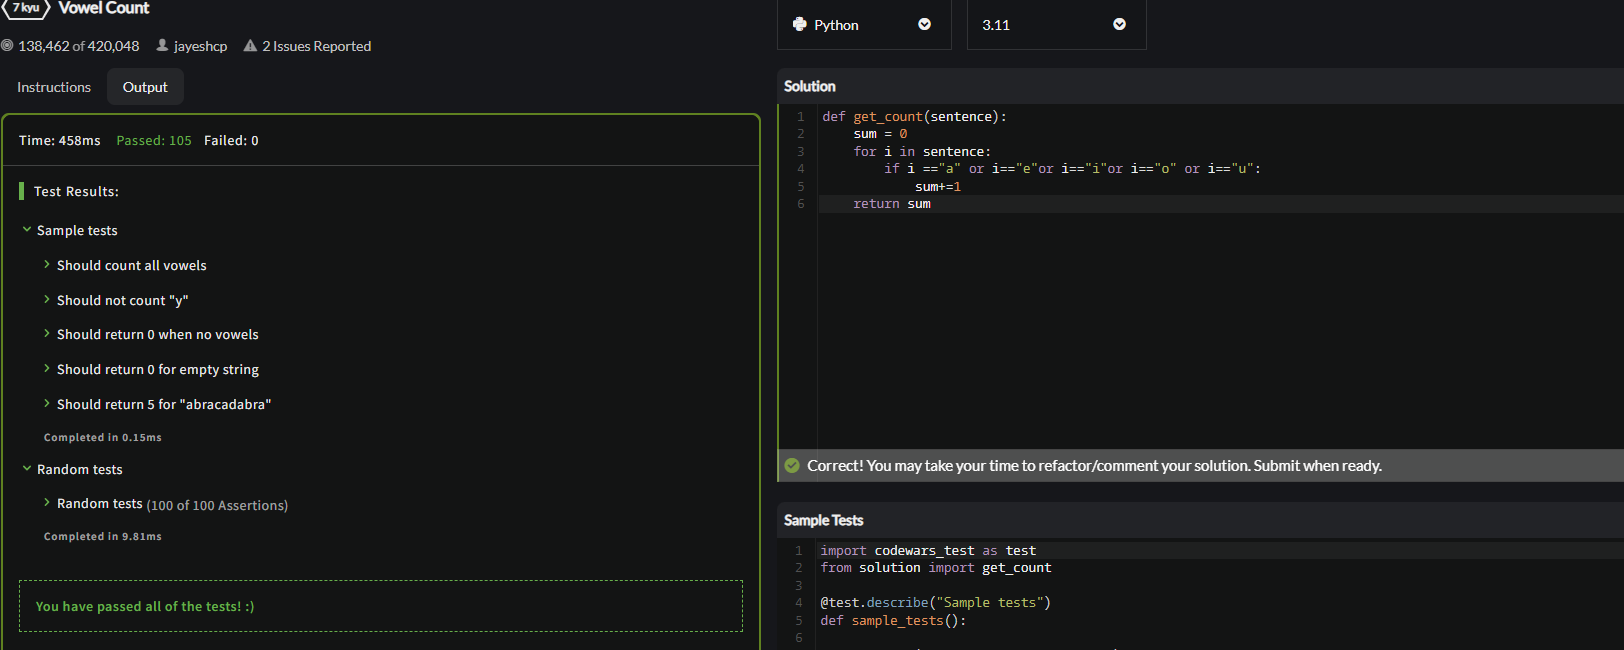 7 kyu Vowel Count
138,462 of 420,048 jayeshcp 2 Issues Reported
Instructions Output
Time: 458ms Passed: 105 Failed: 0
Test Results:
Sample tests
Should count all vowels
Should not count "y"
Should return 0 when no vowels
Should return 0 for empty string
Should return 5 for "abracadabra"
Completed in 0.15ms
Random tests
Random tests (100 of 100 Assertions)
Completed in 9.81ms
You have passed all of the tests! :)
Python 3.11
Solution
1 def get_count(sentence):
2 sum = 0
3 for i in sentence:
4 if i =="a" or i=="e"or i=="i"or i=="o" or i=="u":
5 sum+=1
6 return sum
Correct! You may take your time to refactor/comment your solution. Submit when ready.
Sample Tests
1 import codewars_test as test
2 from solution import get_count
3
4 @test.describe("Sample tests")
5 def sample_tests():
6